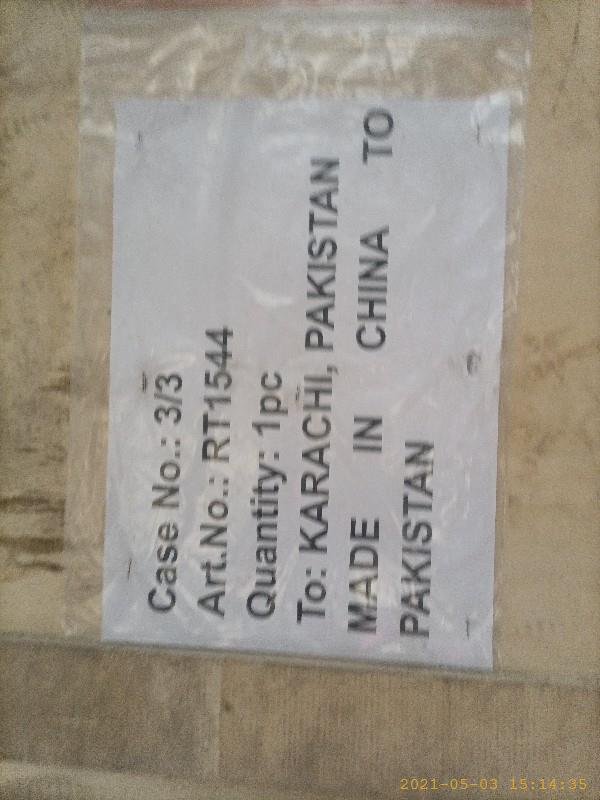 Case No.: 3/3
Art.No.: RT1544
Quantity: 1pc
To: KARACHI, PAKISTAN
MADE IN CHINA TO
PAKISTAN
2021-05-03 15:14:35